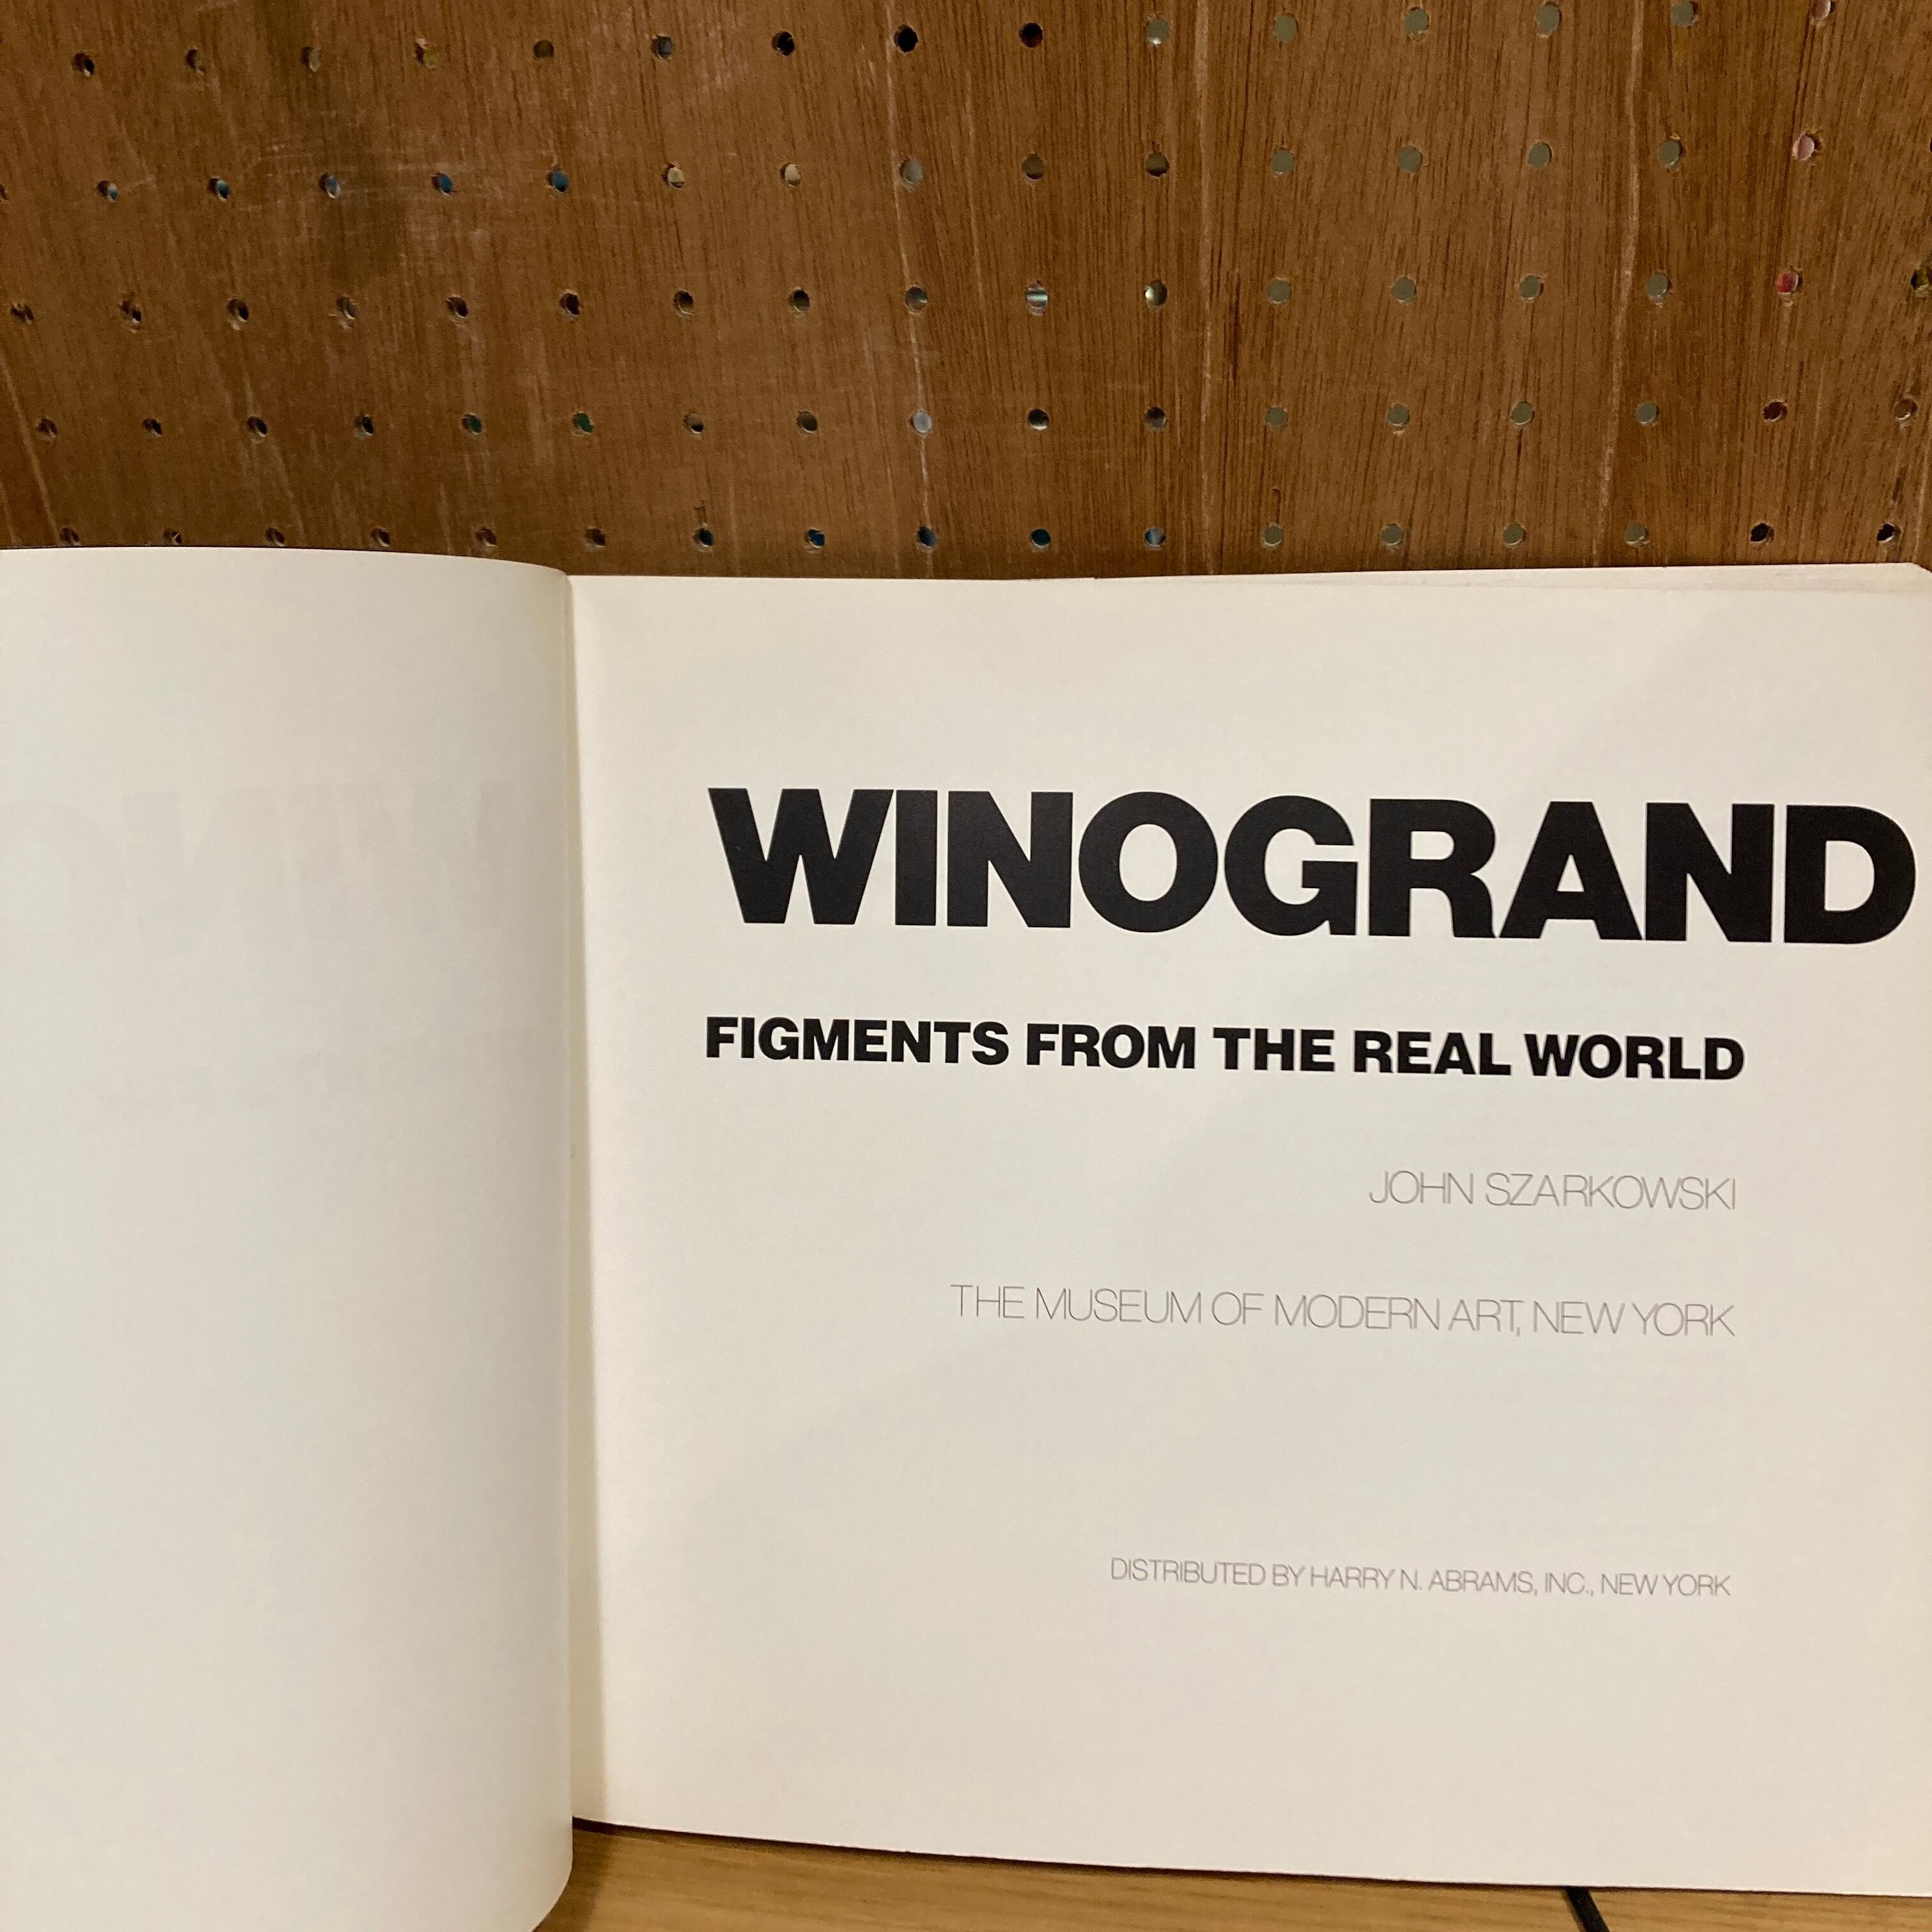 WINOGRAND
FIGMENTS FROM THE REAL WORLD
JOHN SZARKOWSKI
THE MUSEUM OF MODERN ART, NEW YORK
DISTRIBUTED BY HARRY N. ABRAMS, INC., NEW YORK